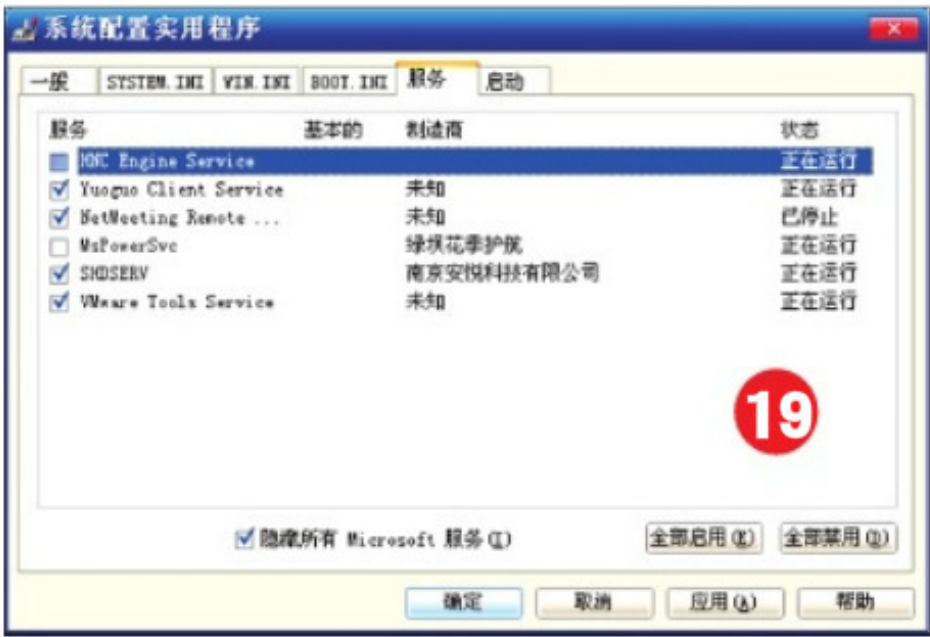 系统配置实用程序
一般 SYSTEM.INI WIN.INI BOOT.INI 服务 启动
服务 基本的 制造商 状态
MNC Engine Service 正在运行
Yuoguo Client Service 未知 正在运行
NetMeeting Remote ... 未知 已停止
MsPowerSvc 绿坝花季护航 正在运行
SHDSERV 南京安悦科技有限公司 正在运行
VMware Tools Service 未知 正在运行
19
隐藏所有 Microsoft 服务(I) 全部启用(E) 全部禁用(D)
确定 取消 应用(A) 帮助